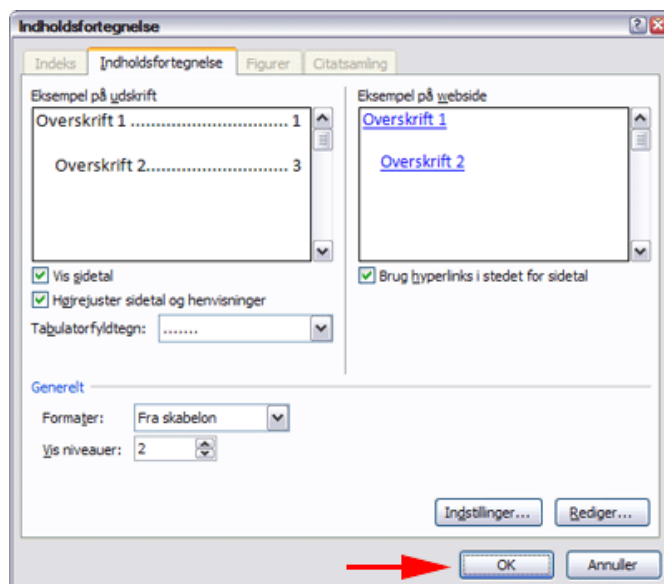 Indholdsfortegnelse
Indeks Indholdsfortegnelse Figurer Citatsamling
Eksempel på udskrift
Overskrift 1 ................................ 1
Overskrift 2............................. 3
Eksempel på webside
Overskrift 1
Overskrift 2
Vis sidetal
Højrejuster sidetal og henvisninger
Tabulatorfyldtegn: .......
Brug hyperlinks i stedet for sidetal
Generelt
Formater: Fra skabelon
Vis niveauer: 2
Indstillinger... Rediger...
OK Annuller